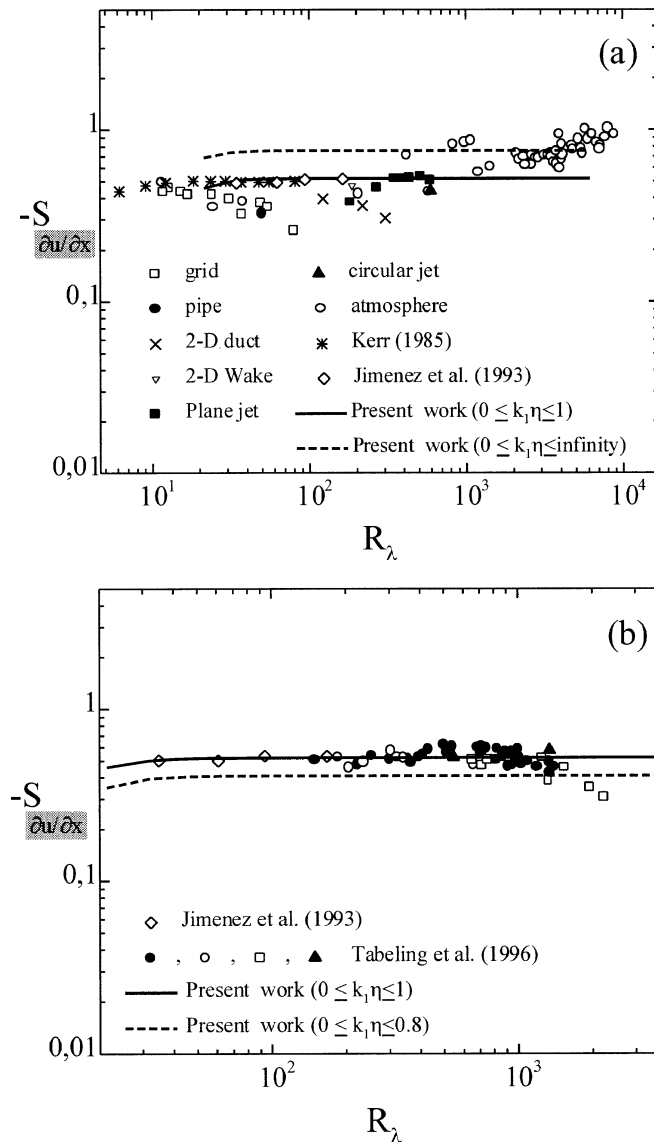 (a)
1
-S
∂u/∂x
0,1
grid
circular jet
pipe
atmosphere
2-D duct
Kerr (1985)
2-D Wake
Jimenez et al. (1993)
Plane jet
Present work (0 ≤ k₁η≤1)
Present work (0 ≤ k₁η≤infinity)
0,01
10¹ 10² 10³ 10⁴
R_λ
(b)
1
-S
∂u/∂x
0,1
Jimenez et al. (1993)
, , , Tabeling et al. (1996)
Present work (0 ≤ k₁η≤1)
Present work (0 ≤ k₁η≤0.8)
0,01
10² 10³
R_λ